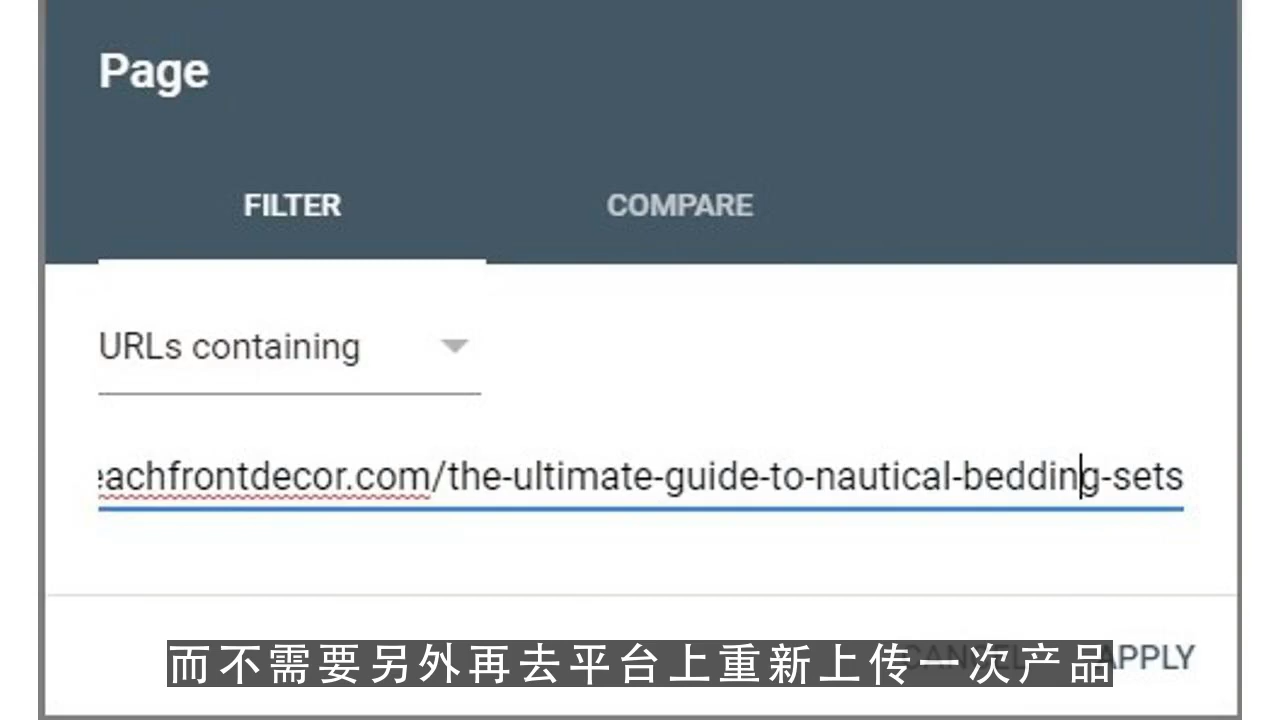 Page
FILTER COMPARE
URLs containing
eachfrontdecor.com/the-ultimate-guide-to-nautical-bedding-sets
CANCEL APPLY
而不需要另外再去平台上重新上传一次产品